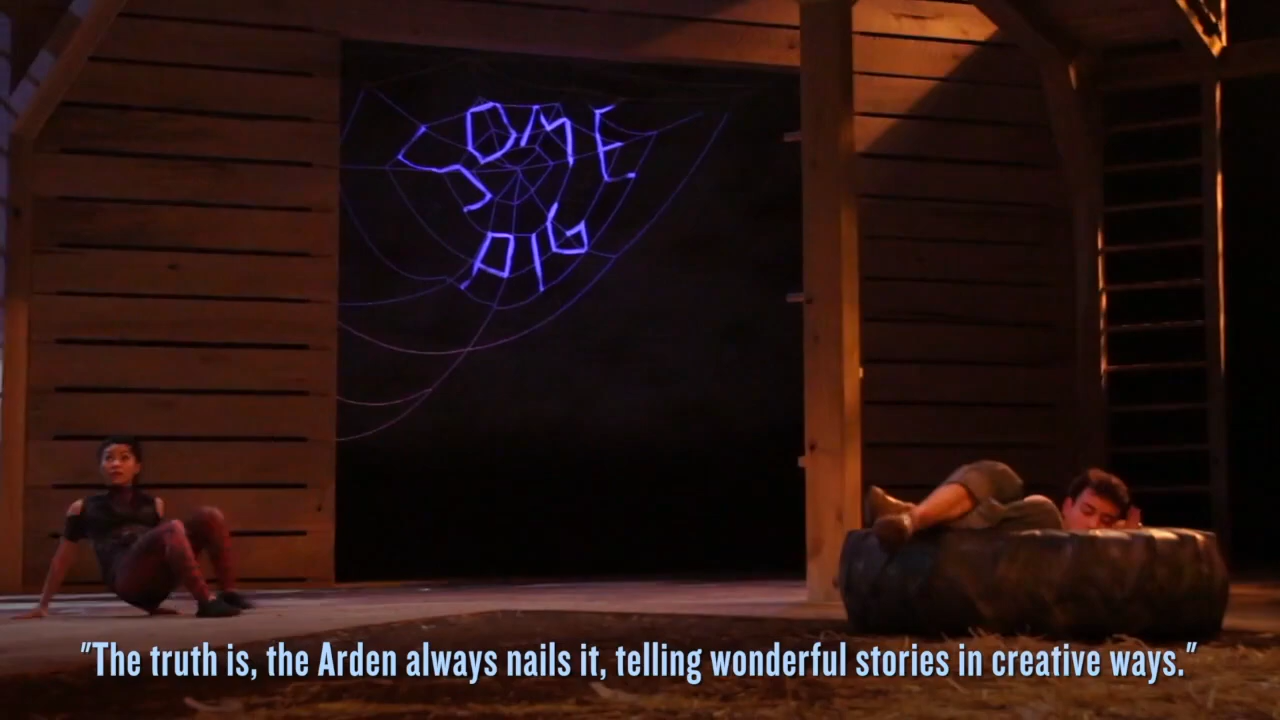 SOME
PIG
"The truth is, the Arden always nails it, telling wonderful stories in creative ways."